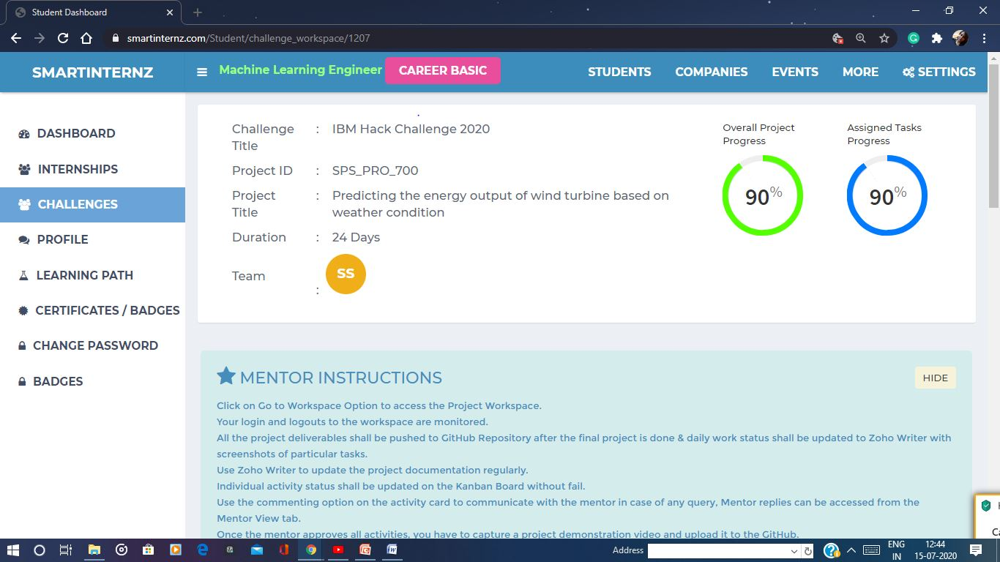 Student Dashboard
smartinternz.com/Student/challenge_workspace/1207
SMARTINTERNZ
Machine Learning Engineer CAREER BASIC
STUDENTS COMPANIES EVENTS MORE SETTINGS
DASHBOARD
INTERNSHIPS
CHALLENGES
PROFILE
LEARNING PATH
CERTIFICATES / BADGES
CHANGE PASSWORD
BADGES
Challenge
Title
: IBM Hack Challenge 2020
Project ID : SPS_PRO_700
Project
Title
: Predicting the energy output of wind turbine based on
weather condition
Duration : 24 Days
Team
:
SS
Overall Project
Progress
90%
Assigned Tasks
Progress
90%
MENTOR INSTRUCTIONS
HIDE
Click on Go to Workspace Option to access the Project Workspace.
Your login and logouts to the workspace are monitored.
All the project deliverables shall be pushed to GitHub Repository after the final project is done & daily work status shall be updated to Zoho Writer with
screenshots of particular tasks.
Use Zoho Writer to update the project documentation regularly.
Individual activity status shall be updated on the Kanban Board without fail.
Use the commenting option on the activity card to communicate with the mentor in case of any query, Mentor replies can be accessed from the
Mentor View tab.
Once the mentor approves all activities, you have to capture a project demonstration video and upload it to the GitHub.
Address
ENG
IN
12:44
15-07-2020